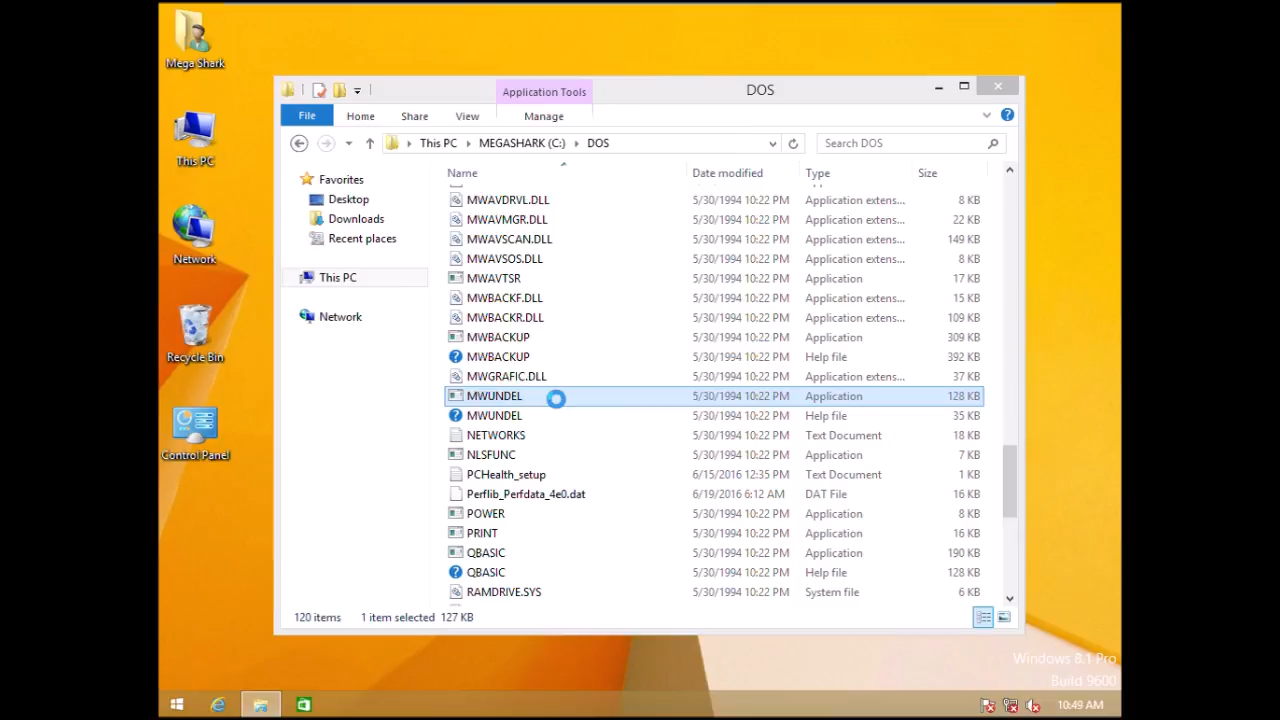 Mega Shark
This PC
Network
Recycle Bin
Control Panel
Application Tools
DOS
File
Home
Share
View
Manage
This PC
MEGASHARK (C:)
DOS
Search DOS
Favorites
Desktop
Downloads
Recent places
This PC
Network
Name Date modified Type Size
MWAVDRVL.DLL 5/30/1994 10:22 PM Application extens... 8 KB
MWAVMGR.DLL 5/30/1994 10:22 PM Application extens... 22 KB
MWAVSCAN.DLL 5/30/1994 10:22 PM Application extens... 149 KB
MWAVSOS.DLL 5/30/1994 10:22 PM Application extens... 8 KB
MWAVTSR 5/30/1994 10:22 PM Application 17 KB
MWBACKF.DLL 5/30/1994 10:22 PM Application extens... 15 KB
MWBACKR.DLL 5/30/1994 10:22 PM Application extens... 109 KB
MWBACKUP 5/30/1994 10:22 PM Application 309 KB
MWBACKUP 5/30/1994 10:22 PM Help file 392 KB
MWGRAFIC.DLL 5/30/1994 10:22 PM Application extens... 37 KB
MWUNDEL 5/30/1994 10:22 PM Application 128 KB
MWUNDEL 5/30/1994 10:22 PM Help file 35 KB
NETWORKS 5/30/1994 10:22 PM Text Document 18 KB
NLSFUNC 5/30/1994 10:22 PM Application 7 KB
PCHealth_setup 6/15/2016 12:35 PM Text Document 1 KB
Perflib_Perfdata_4e0.dat 6/19/2016 6:12 AM DAT File 16 KB
POWER 5/30/1994 10:22 PM Application 8 KB
PRINT 5/30/1994 10:22 PM Application 16 KB
QBASIC 5/30/1994 10:22 PM Application 190 KB
QBASIC 5/30/1994 10:22 PM Help file 128 KB
RAMDRIVE.SYS 5/30/1994 10:22 PM System file 6 KB
120 items 1 item selected 127 KB
Windows 8.1 Pro
Build 9600
10:49 AM